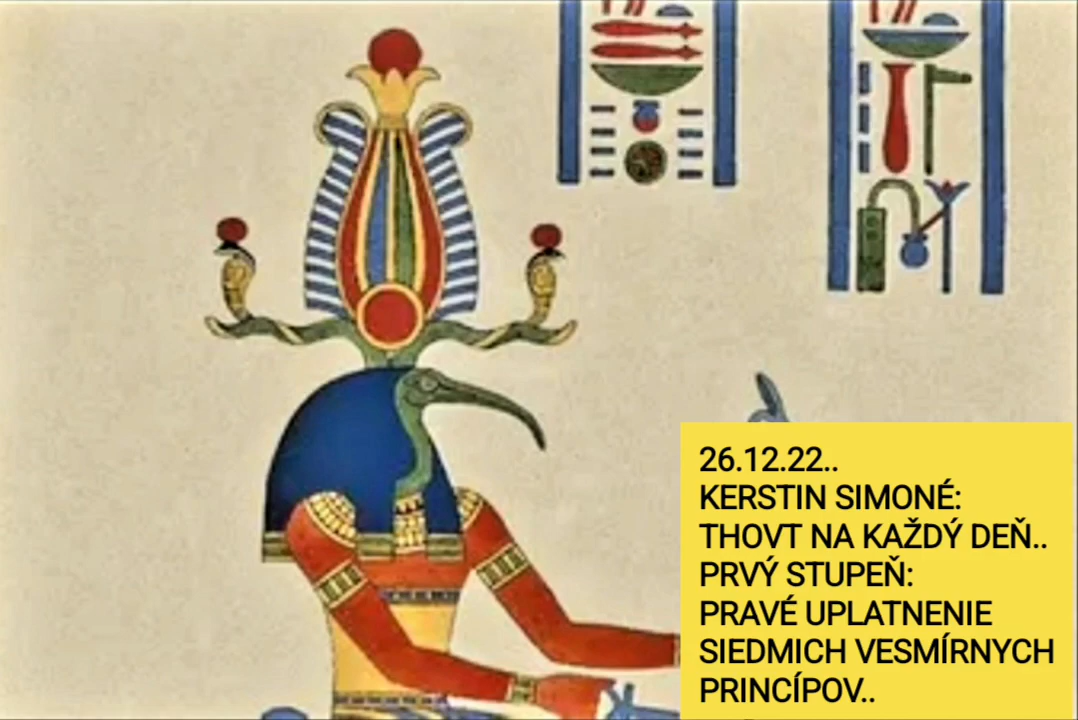 26.12.22..
KERSTIN SIMONÉ:
THOVT NA KAŽDÝ DEŇ..
PRVÝ STUPEŇ:
PRAVÉ UPLATNENIE
SIEDMICH VESMÍRNYCH
PRINCÍPOV..